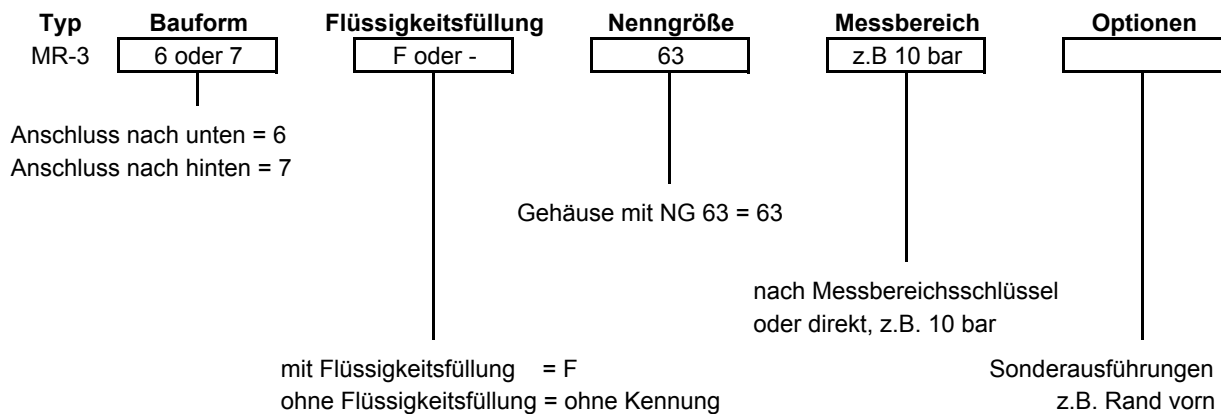 Typ Bauform Flüssigkeitsfüllung Nenngröße Messbereich Optionen
MR-3 6 oder 7 F oder - 63 z.B 10 bar
Anschluss nach unten = 6
Anschluss nach hinten = 7
Gehäuse mit NG 63 = 63
nach Messbereichsschlüssel
oder direkt, z.B. 10 bar
mit Flüssigkeitsfüllung = F Sonderausführungen
ohne Flüssigkeitsfüllung = ohne Kennung z.B. Rand vorn